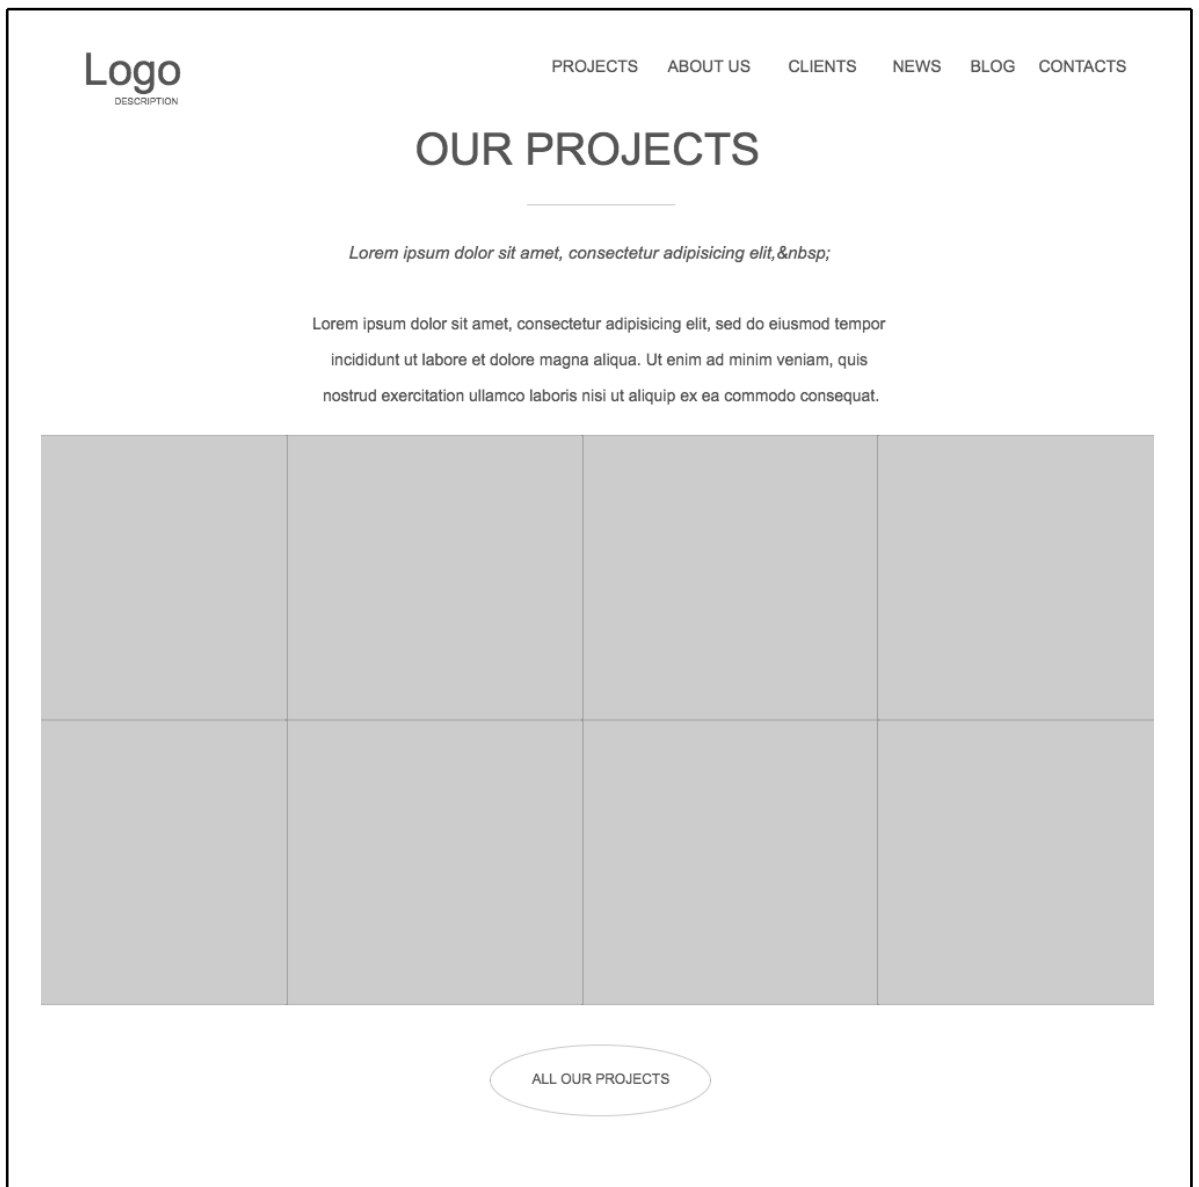 Logo
DESCRIPTION
PROJECTS ABOUT US CLIENTS NEWS BLOG CONTACTS
OUR PROJECTS
Lorem ipsum dolor sit amet, consectetur adipisicing elit,&nbsp;
Lorem ipsum dolor sit amet, consectetur adipisicing elit, sed do eiusmod tempor
incididunt ut labore et dolore magna aliqua. Ut enim ad minim veniam, quis
nostrud exercitation ullamco laboris nisi ut aliquip ex ea commodo consequat.
ALL OUR PROJECTS